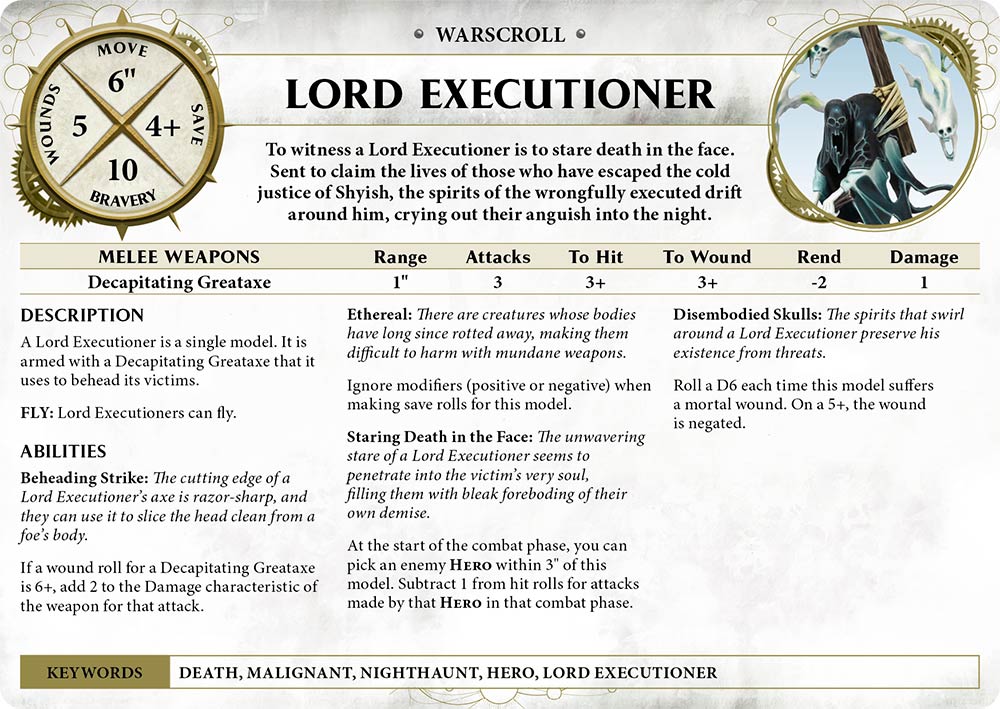 WARSCROLL
LORD EXECUTIONER
MOVE
6"
WOUNDS
5
4+
SAVE
10
BRAVERY
To witness a Lord Executioner is to stare death in the face.
Sent to claim the lives of those who have escaped the cold
justice of Shyish, the spirits of the wrongfully executed drift
around him, crying out their anguish into the night.
MELEE WEAPONS Range Attacks To Hit To Wound Rend Damage
Decapitating Greataxe 1" 3 3+ 3+ -2 1
DESCRIPTION
A Lord Executioner is a single model. It is
armed with a Decapitating Greataxe that it
uses to behead its victims.
FLY: Lord Executioners can fly.
ABILITIES
Beheading Strike: The cutting edge of a
Lord Executioner's axe is razor-sharp, and
they can use it to slice the head clean from a
foe's body.
If a wound roll for a Decapitating Greataxe
is 6+, add 2 to the Damage characteristic of
the weapon for that attack.
Ethereal: There are creatures whose bodies
have long since rotted away, making them
difficult to harm with mundane weapons.
Ignore modifiers (positive or negative) when
making save rolls for this model.
Staring Death in the Face: The unwavering
stare of a Lord Executioner seems to
penetrate into the victim's very soul,
filling them with bleak foreboding of their
own demise.
At the start of the combat phase, you can
pick an enemy HERO within 3" of this
model. Subtract 1 from hit rolls for attacks
made by that HERO in that combat phase.
Disembodied Skulls: The spirits that swirl
around a Lord Executioner preserve his
existence from threats.
Roll a D6 each time this model suffers
a mortal wound. On a 5+, the wound
is negated.
KEYWORDS DEATH, MALIGNANT, NIGHTHAUNT, HERO, LORD EXECUTIONER